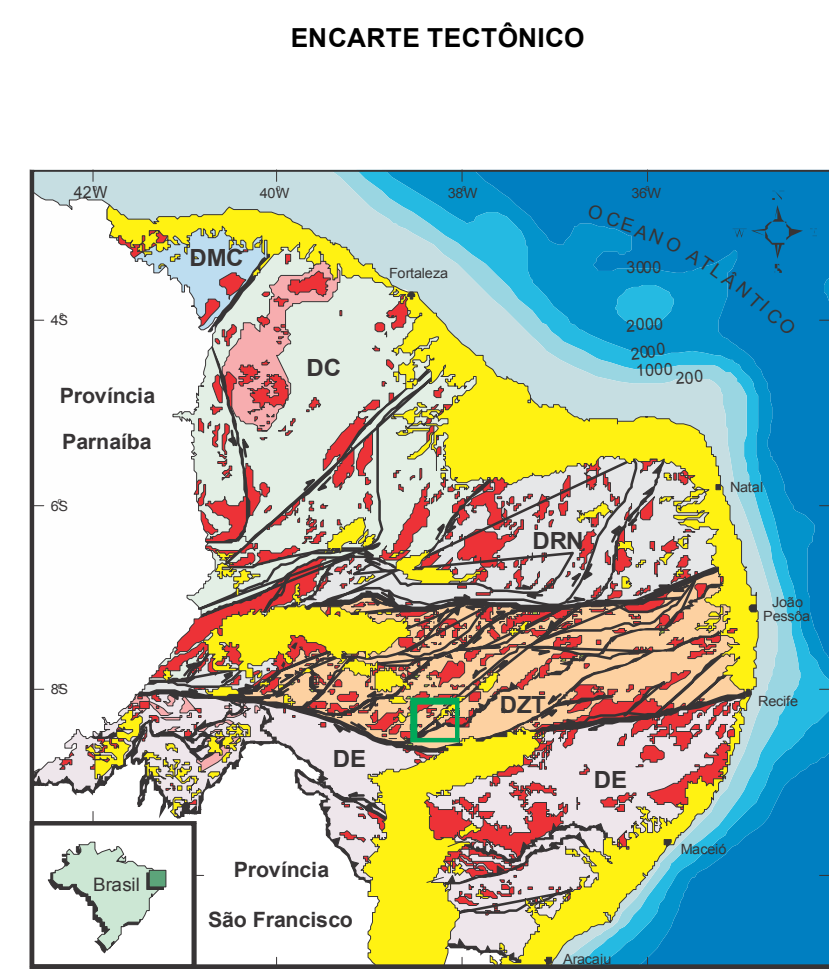 ENCARTE TECTÔNICO
42W
40W
38W
36W
N
W
E
S
OCEANO ATLÂNTICO
3000
2000
2000
1000
200
DMC
Fortaleza
4S
DC
Província
Parnaíba
Natal
6S
DRN
João
Pessôa
8S
DZT
Recife
DE
DE
Maceió
Brasil
Província
São Francisco
Aracaju